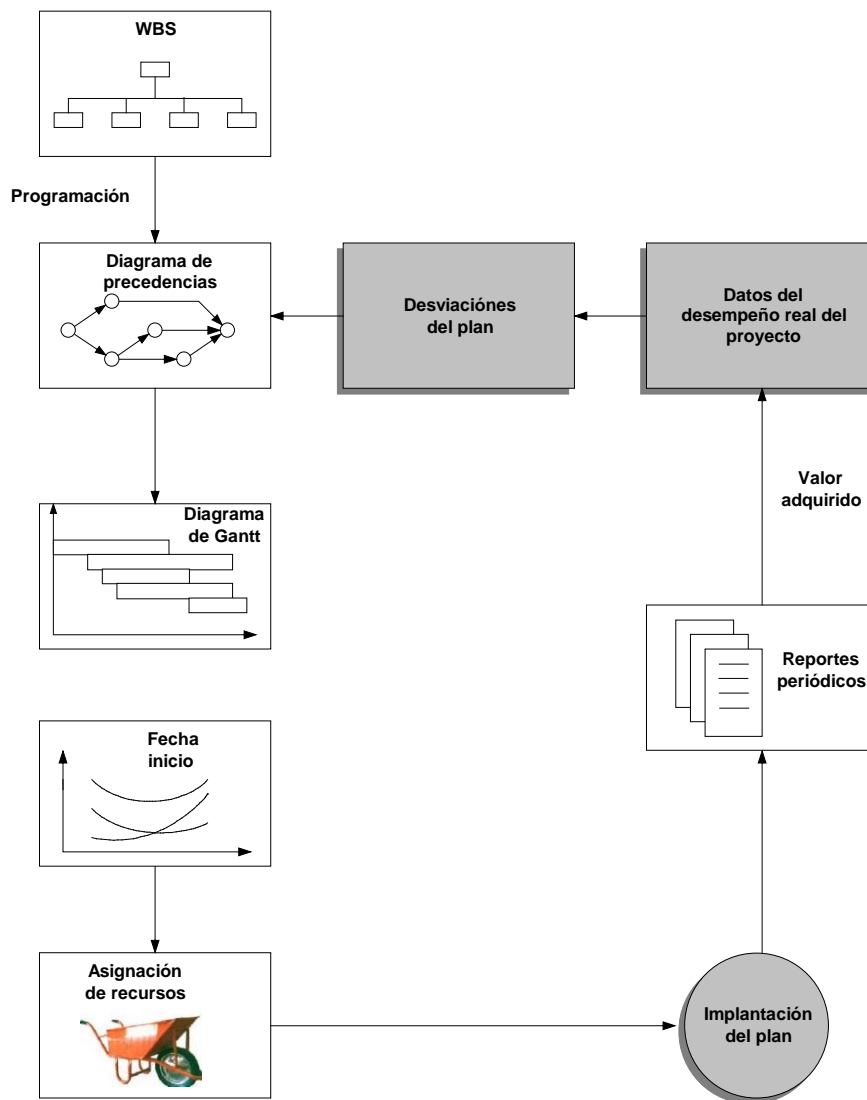 WBS
Programación
Diagrama de
precedencias
Desviaciónes
del plan
Datos del
desempeño real del
proyecto
Valor
adquirido
Diagrama
de Gantt
Reportes
periódicos
Fecha
inicio
Asignación
de recursos
Implantación
del plan